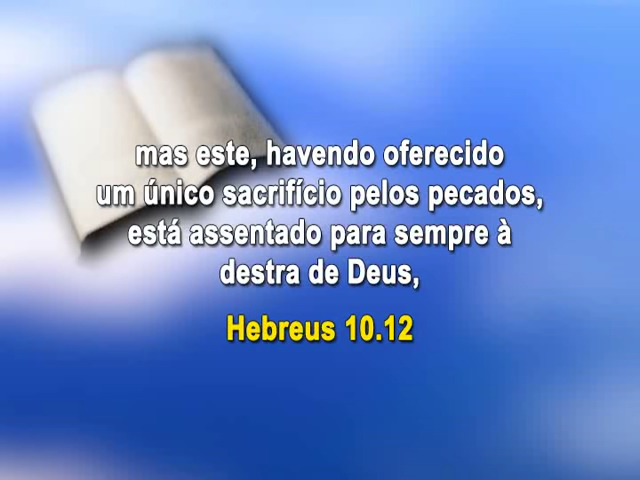 mas este, havendo oferecido
um único sacrifício pelos pecados,
está assentado para sempre à
destra de Deus,
Hebreus 10.12